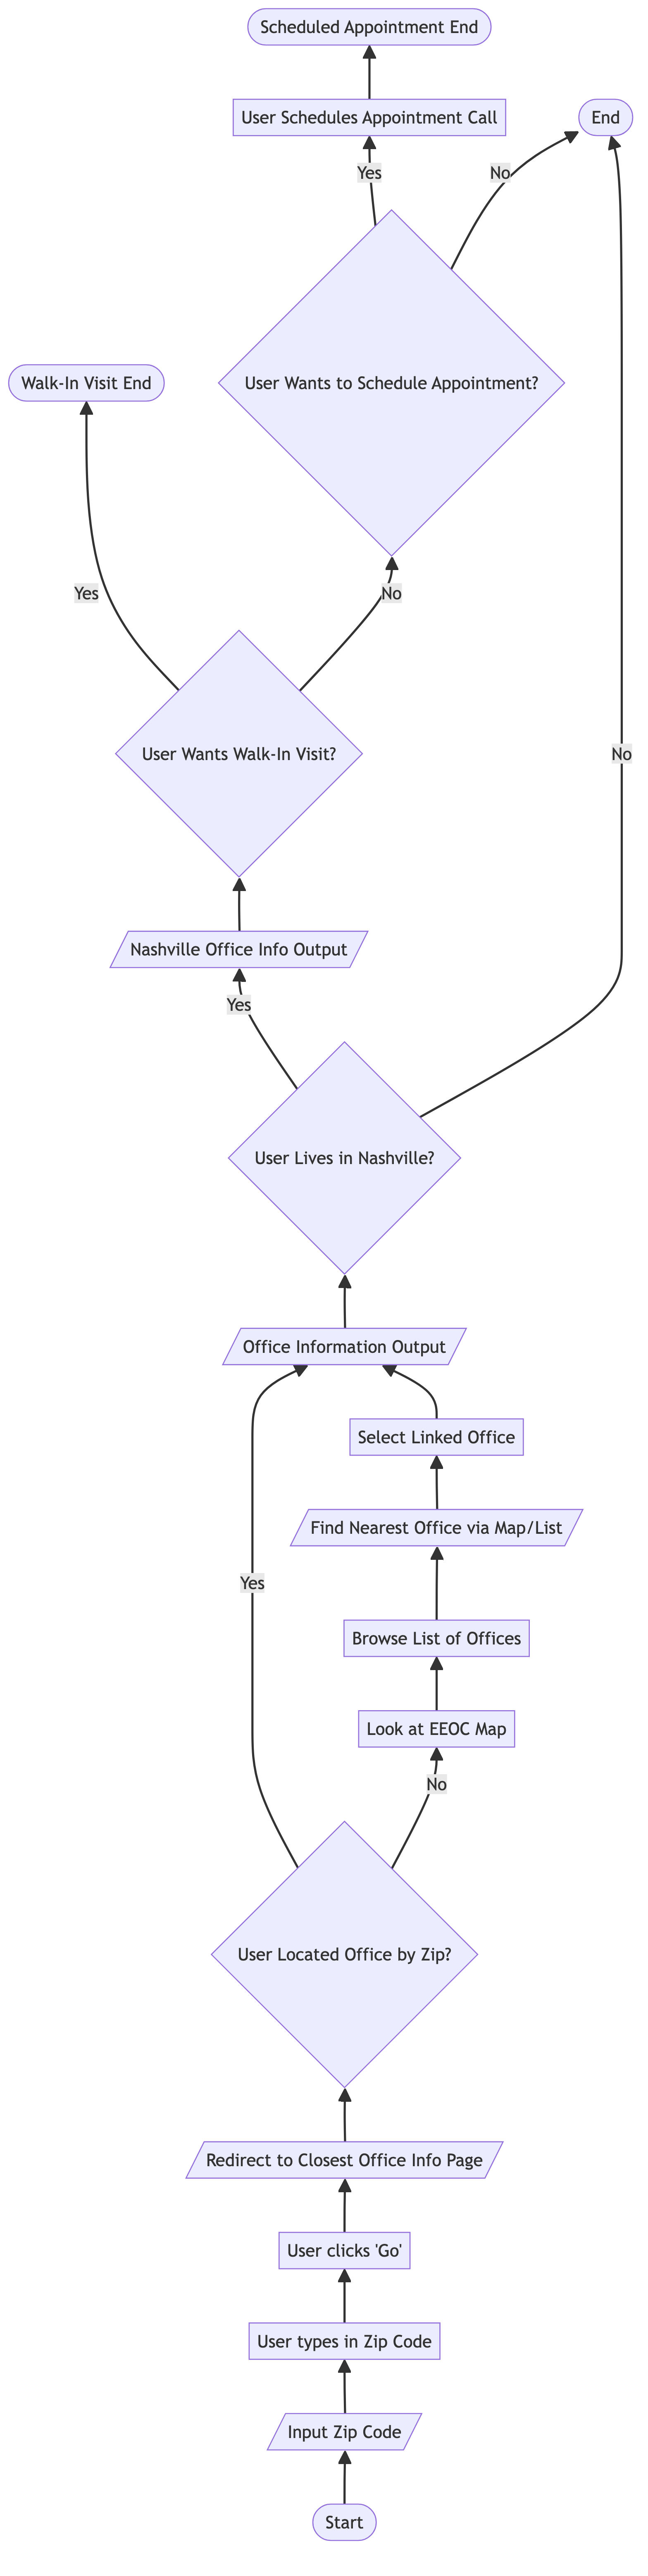 Scheduled Appointment End
User Schedules Appointment Call
End
Yes
No
User Wants to Schedule Appointment?
Walk-In Visit End
Yes
No
User Wants Walk-In Visit?
No
Nashville Office Info Output
Yes
User Lives in Nashville?
Office Information Output
Select Linked Office
Find Nearest Office via Map/List
Yes
Browse List of Offices
Look at EEOC Map
No
User Located Office by Zip?
Redirect to Closest Office Info Page
User clicks 'Go'
User types in Zip Code
Input Zip Code
Start